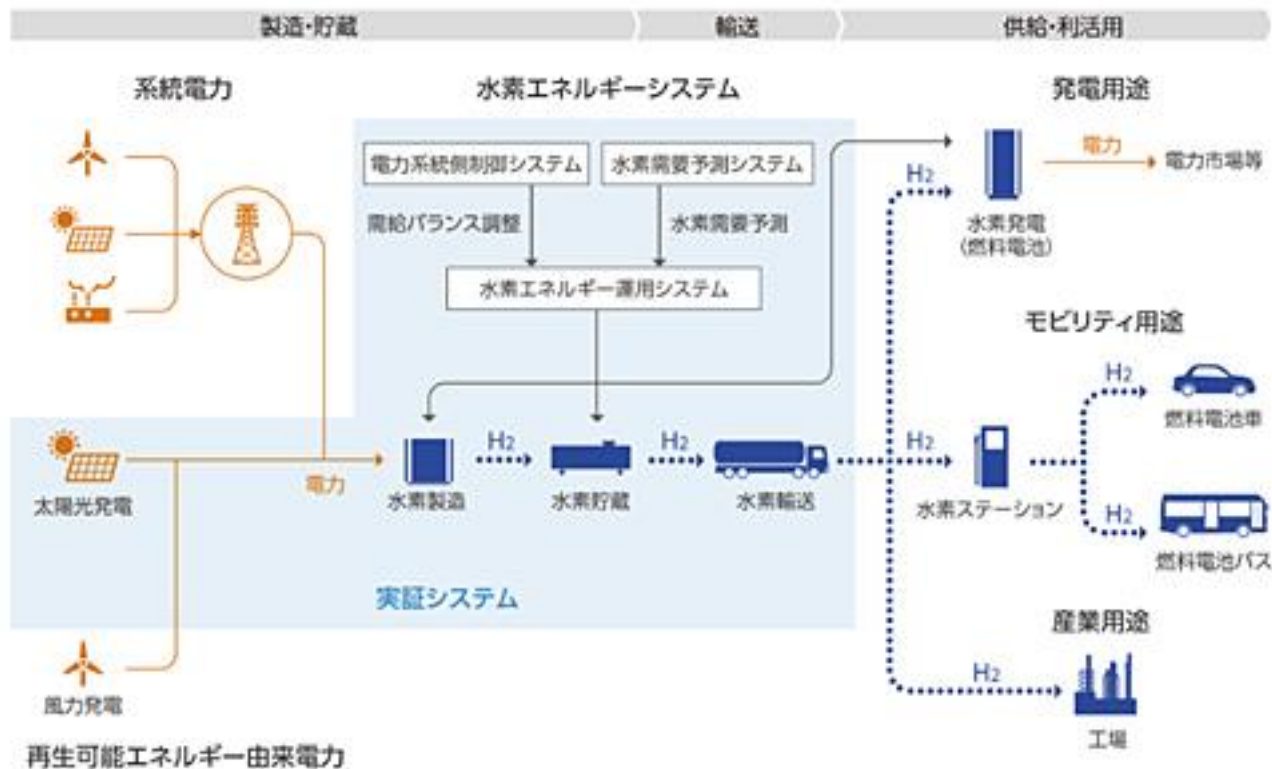 製造・貯蔵
輸送
供給・利活用
系統電力
水素エネルギーシステム
発電用途
電力系統側制御システム
水素需要予測システム
需給バランス調整
水素需要予測
水素エネルギー運用システム
H2
電力
電力市場等
水素発電
(燃料電池)
モビリティ用途
H2
燃料電池車
太陽光発電
電力
水素製造
H2
水素貯蔵
H2
水素輸送
H2
水素ステーション
H2
燃料電池バス
実証システム
産業用途
H2
工場
風力発電
再生可能エネルギー由来電力